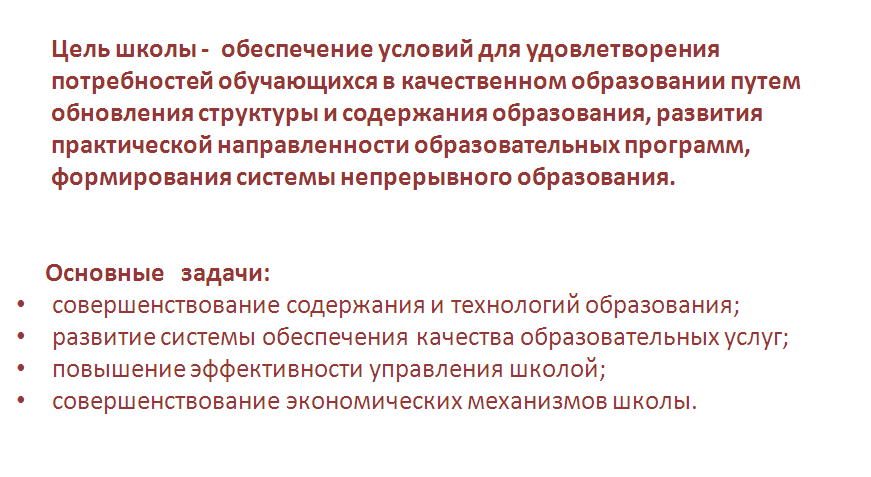 Цель школы -  обеспечение условий для удовлетворения
потребностей обучающихся в качественном образовании путем
обновления структуры и содержания образования, развития
практической направленности образовательных программ,
формирования системы непрерывного образования.
Основные  задачи:
• совершенствование содержания и технологий образования;
• развитие системы обеспечения качества образовательных услуг;
• повышение эффективности управления школой;
• совершенствование экономических механизмов школы.